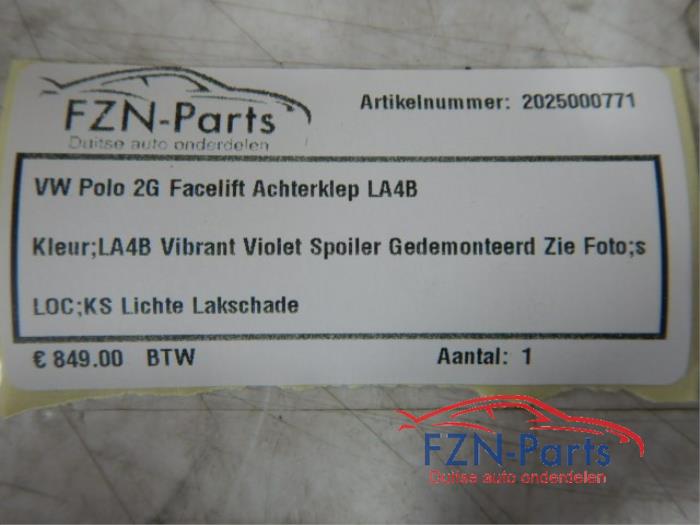 FZN-Parts
Duitse auto onderdelen
Artikelnummer: 2025000771
VW Polo 2G Facelift Achterklep LA4B
Kleur;LA4B Vibrant Violet Spoiler Gedemonteerd Zie Foto;s
LOC;KS Lichte Lakschade
€ 849.00 BTW
Aantal: 1
FZN-Parts
Duitse auto onderdelen